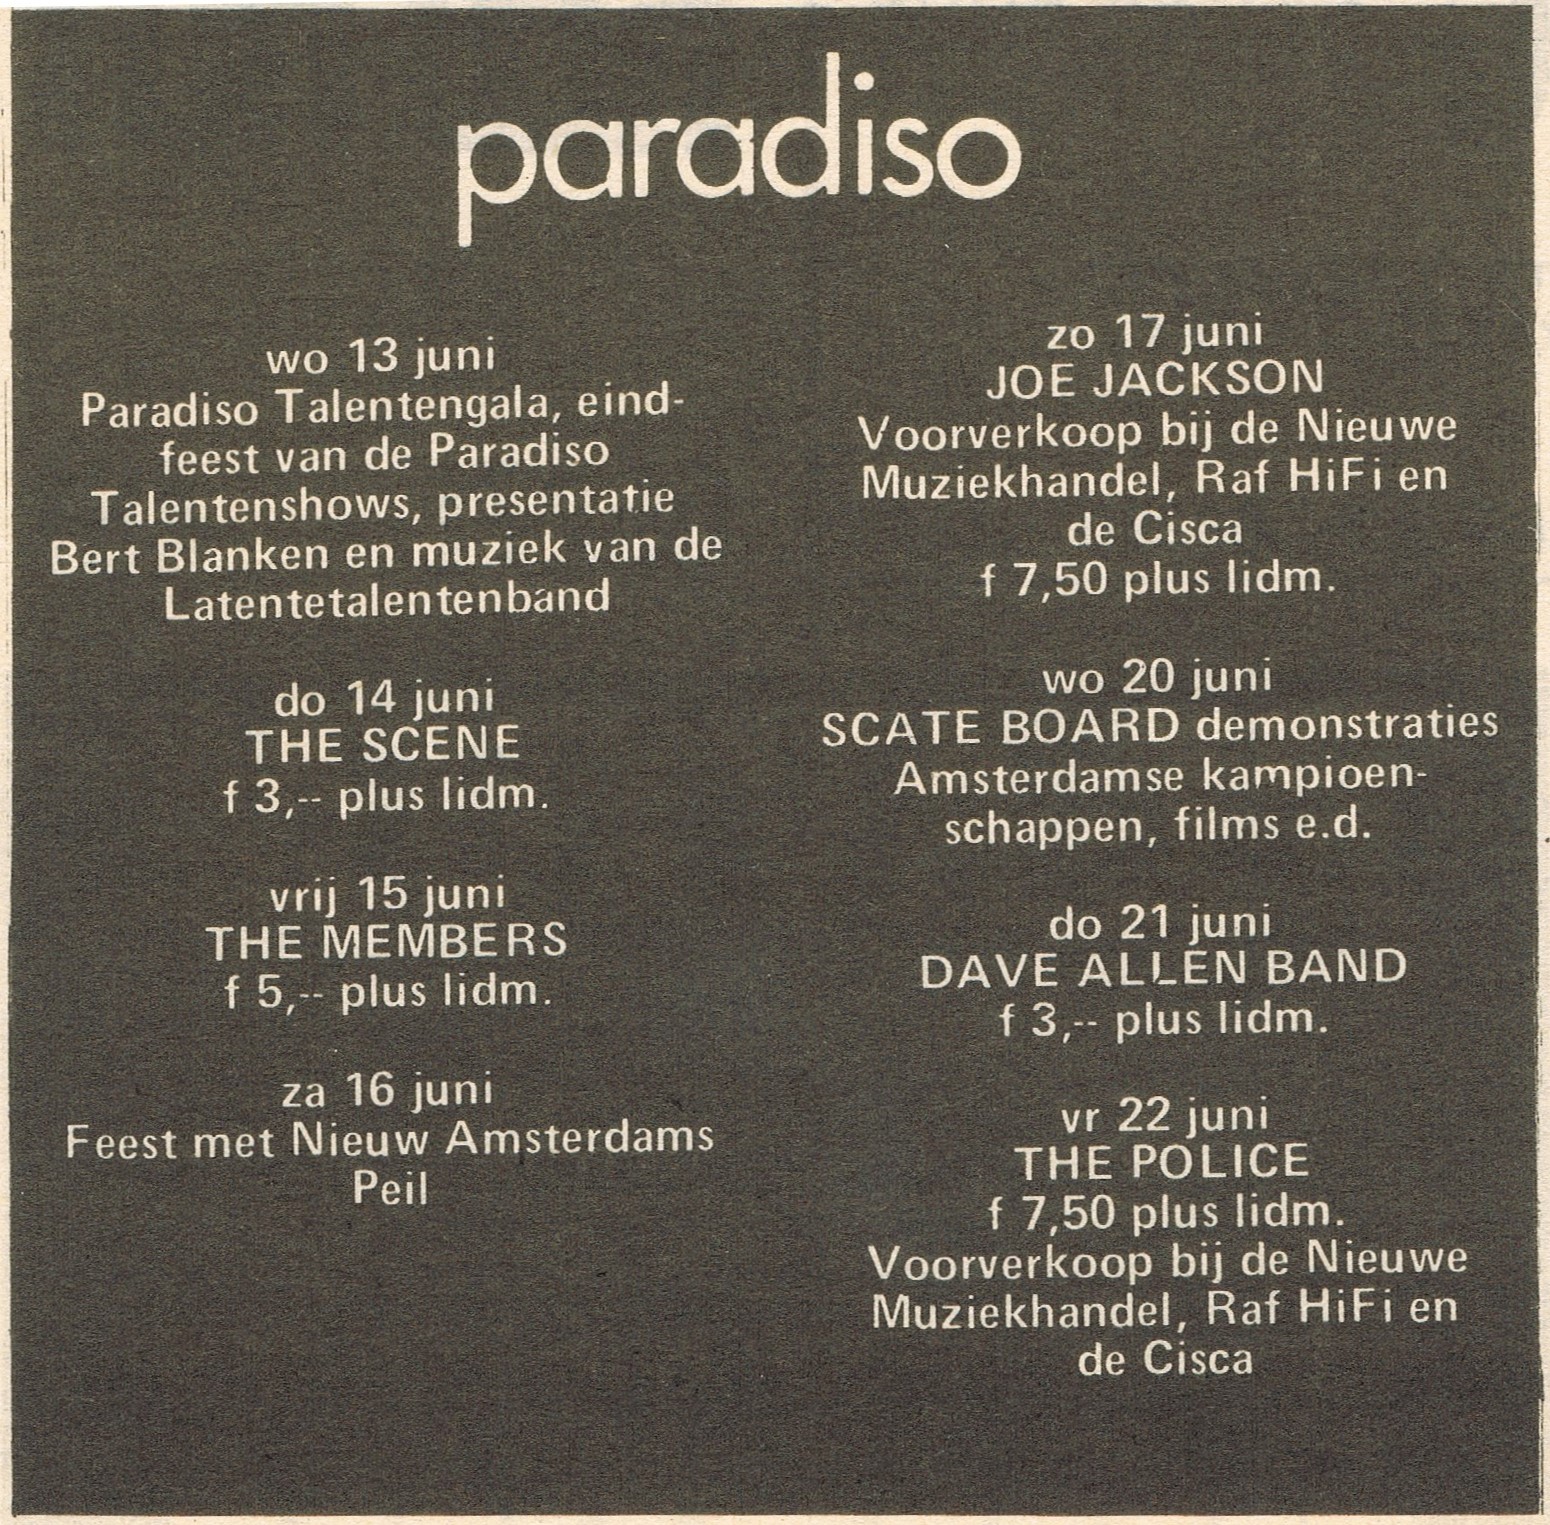 paradiso
wo 13 juni
Paradiso Talentengala, eind-
feest van de Paradiso
Talentenshows, presentatie
Bert Blanken en muziek van de
Latentetalentenband
do 14 juni
THE SCENE
f 3,-- plus lidm.
vrij 15 juni
THE MEMBERS
f 5,-- plus lidm.
za 16 juni
Feest met Nieuw Amsterdams
Peil
zo 17 juni
JOE JACKSON
Voorverkoop bij de Nieuwe
Muziekhandel, Raf HiFi en
de Cisca
f 7,50 plus lidm.
wo 20 juni
SCATE BOARD demonstraties
Amsterdamse kampioen-
schappen, films e.d.
do 21 juni
DAVE ALLEN BAND
f 3,-- plus lidm.
vr 22 juni
THE POLICE
f 7,50 plus lidm.
Voorverkoop bij de Nieuwe
Muziekhandel, Raf HiFi en
de Cisca